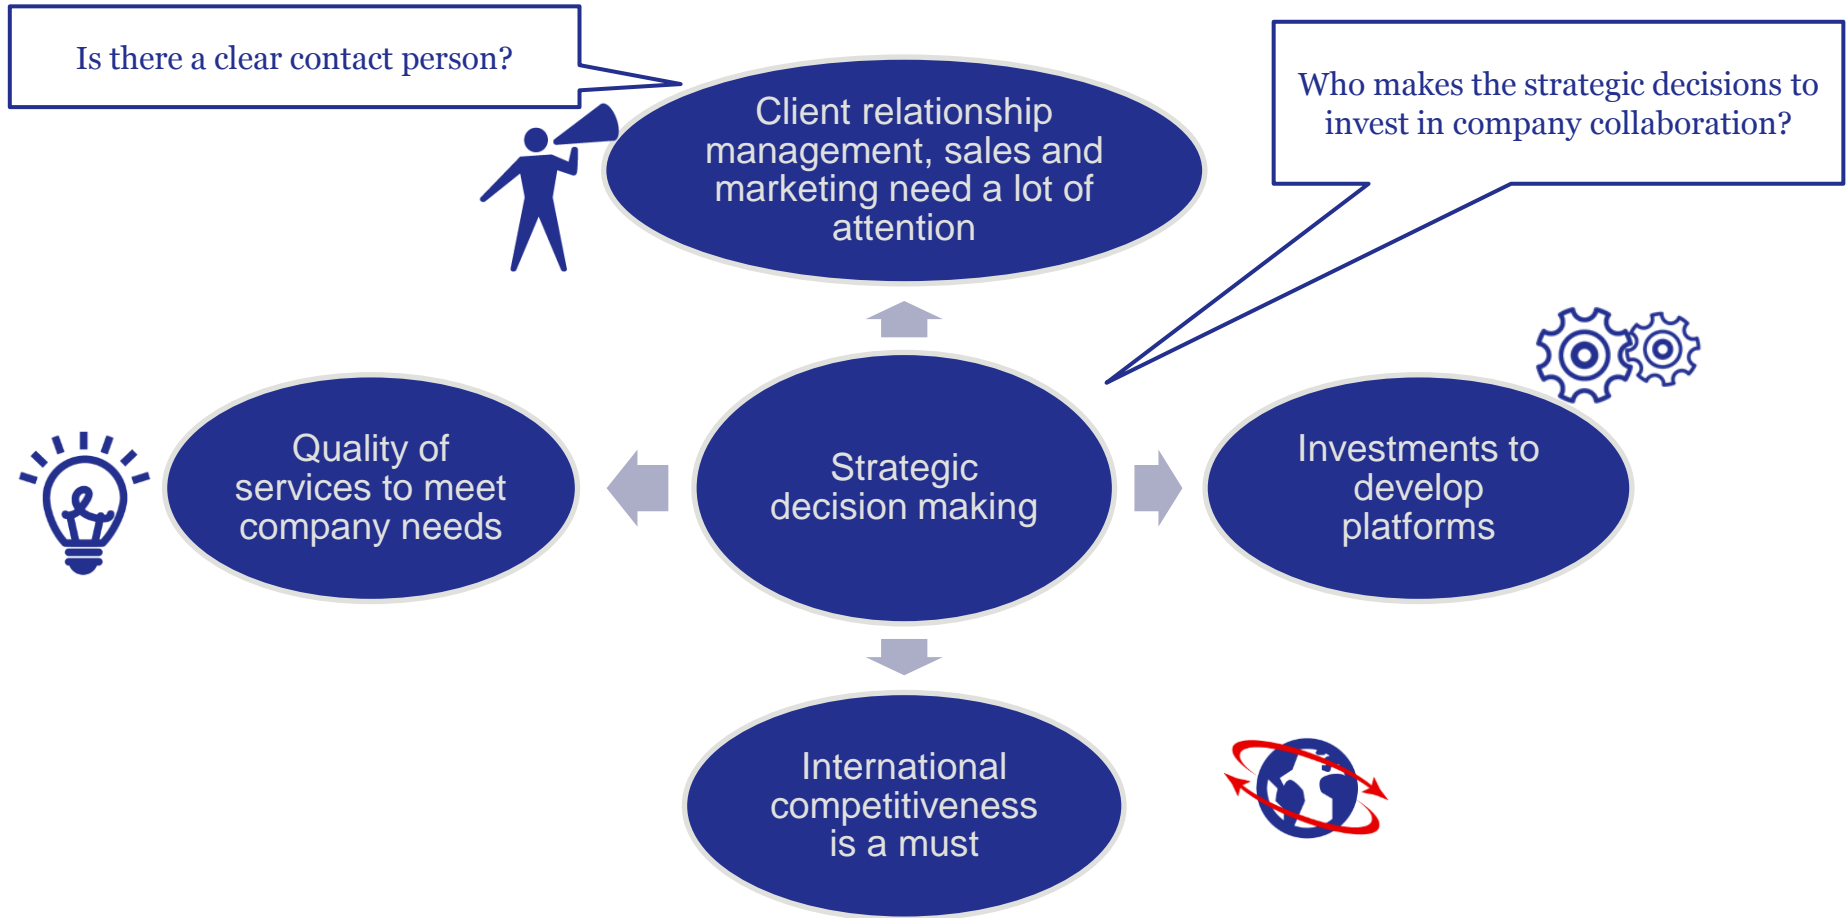 Is there a clear contact person?
Who makes the strategic decisions to
invest in company collaboration?
Client relationship
management, sales and
marketing need a lot of
attention
Quality of
services to meet
company needs
Strategic
decision making
Investments to
develop
platforms
International
competitiveness
is a must